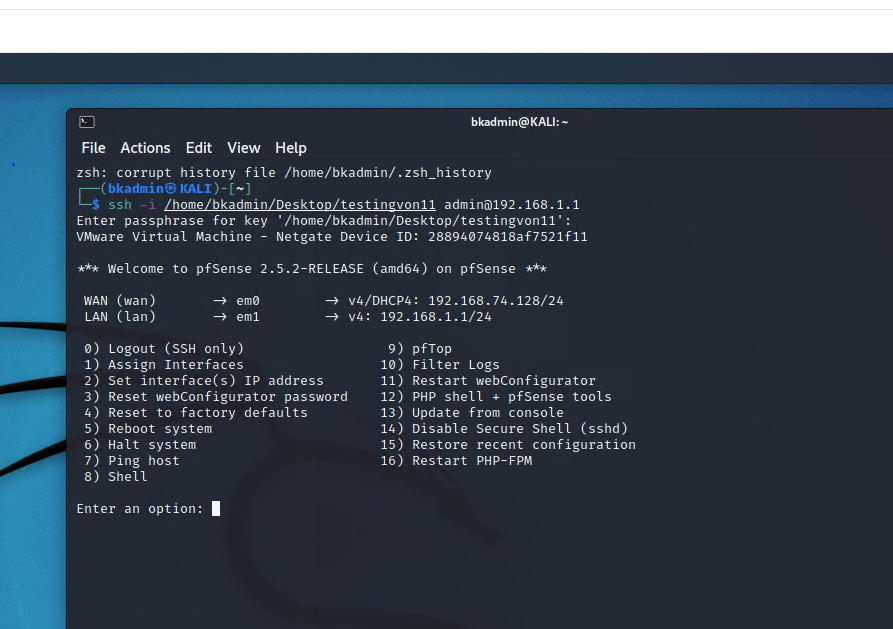 bkadmin@KALI: ~
File Actions Edit View Help
zsh: corrupt history file /home/bkadmin/.zsh_history
┌──(bkadmin㉿KALI)-[~]
└─$ ssh -i /home/bkadmin/Desktop/testingvon11 admin@192.168.1.1
Enter passphrase for key '/home/bkadmin/Desktop/testingvon11':
VMware Virtual Machine - Netgate Device ID: 28894074818af7521f11
*** Welcome to pfSense 2.5.2-RELEASE (amd64) on pfSense ***
WAN (wan) -> em0 -> v4/DHCP4: 192.168.74.128/24
LAN (lan) -> em1 -> v4: 192.168.1.1/24
0) Logout (SSH only) 9) pfTop
1) Assign Interfaces 10) Filter Logs
2) Set interface(s) IP address 11) Restart webConfigurator
3) Reset webConfigurator password 12) PHP shell + pfSense tools
4) Reset to factory defaults 13) Update from console
5) Reboot system 14) Disable Secure Shell (sshd)
6) Halt system 15) Restore recent configuration
7) Ping host 16) Restart PHP-FPM
8) Shell
Enter an option: